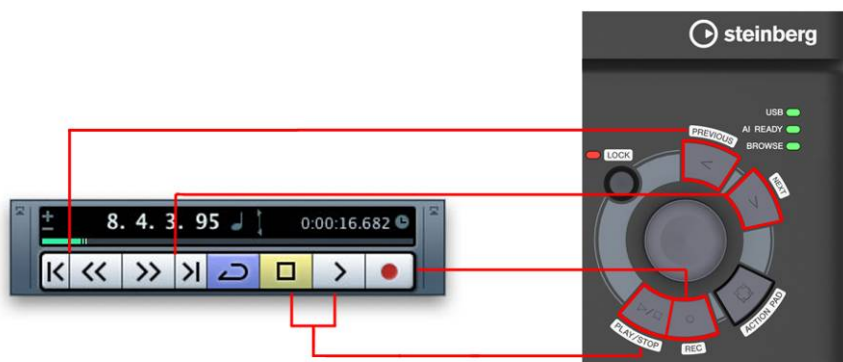 steinberg
USB
AI READY
BROWSE
PREVIOUS
LOCK
NEXT
8. 4. 3. 95
0:00:16.682
PLAY/STOP
REC
ACTION PAD